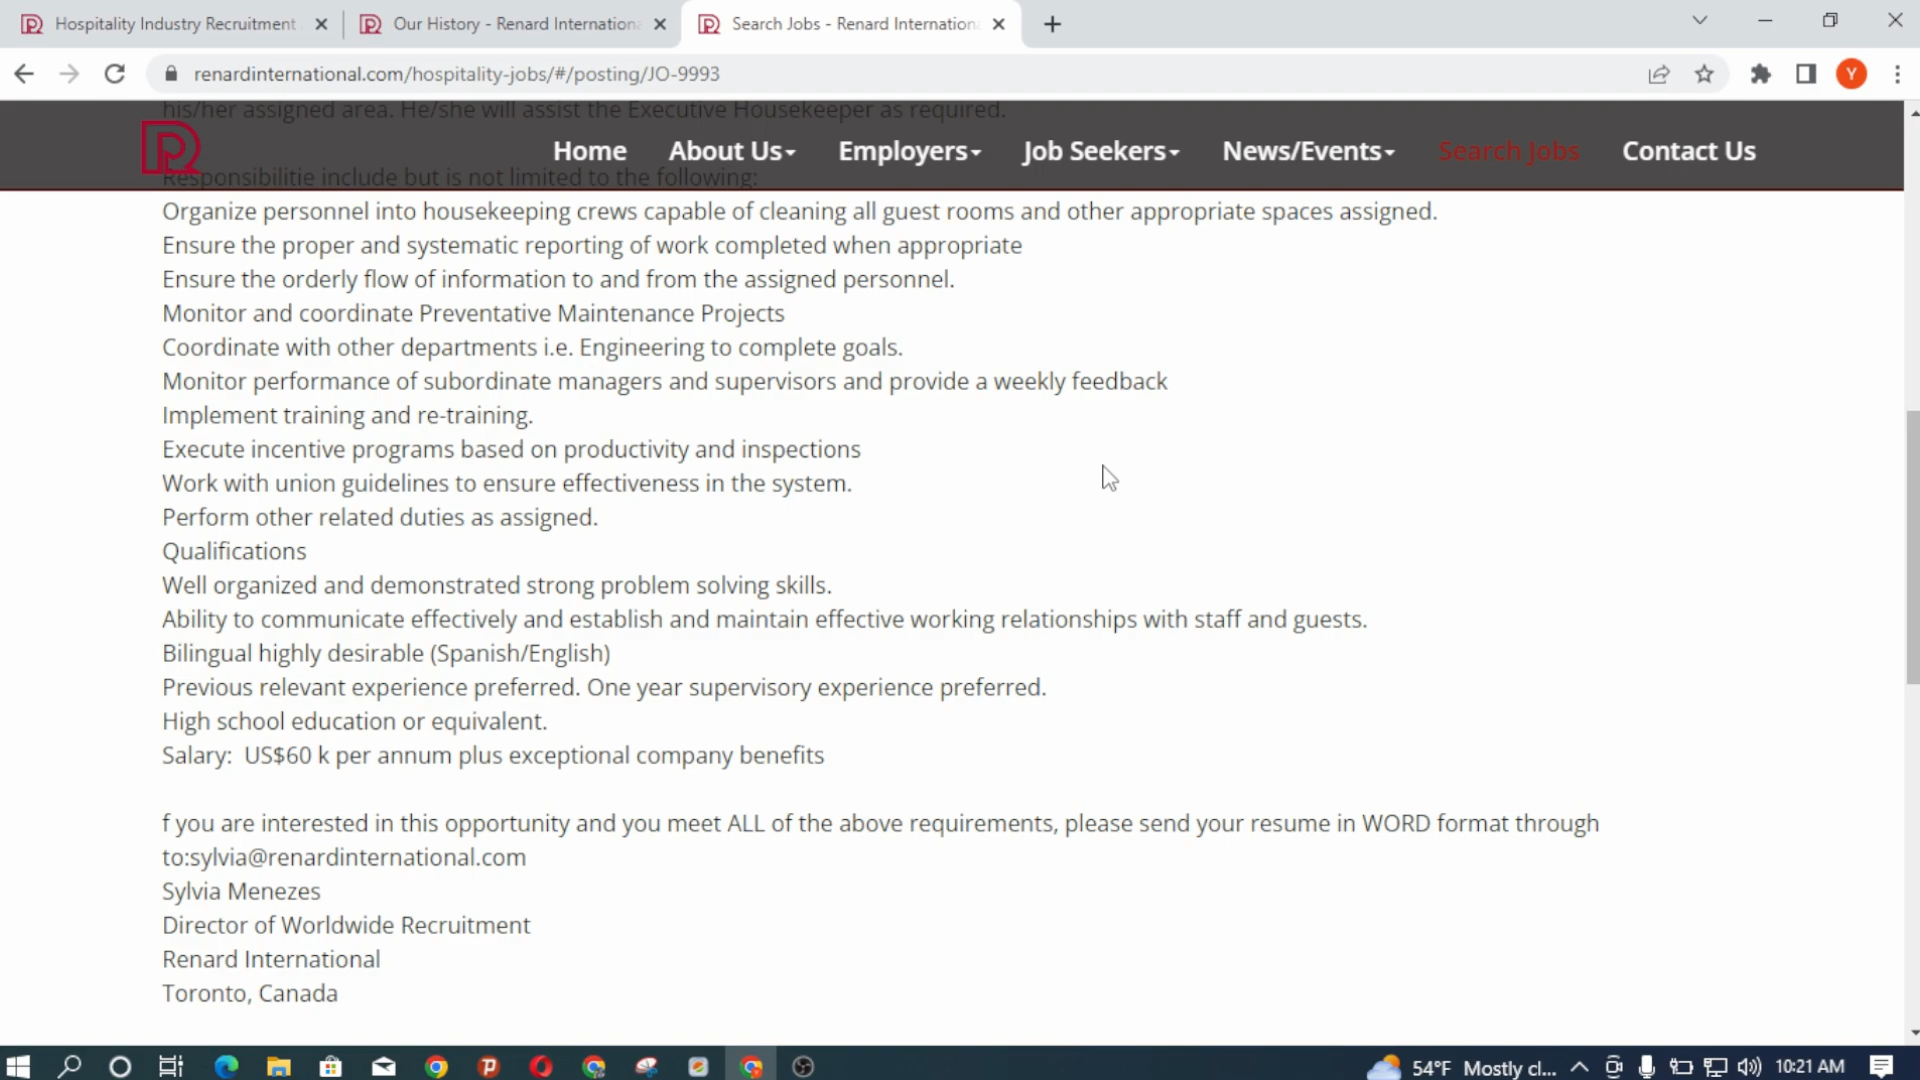 Hospitality Industry Recruitment
Our History - Renard Internationa
Search Jobs - Renard Internation
renardinternational.com/hospitality-jobs/#/posting/JO-9993
Y
his/her assigned area. He/she will assist the Executive Housekeeper as required.
Home
About Us
Employers
Job Seekers
News/Events
Search Jobs
Contact Us
Responsibilitie include but is not limited to the following:
Organize personnel into housekeeping crews capable of cleaning all guest rooms and other appropriate spaces assigned.
Ensure the proper and systematic reporting of work completed when appropriate
Ensure the orderly flow of information to and from the assigned personnel.
Monitor and coordinate Preventative Maintenance Projects
Coordinate with other departments i.e. Engineering to complete goals.
Monitor performance of subordinate managers and supervisors and provide a weekly feedback
Implement training and re-training.
Execute incentive programs based on productivity and inspections
Work with union guidelines to ensure effectiveness in the system.
Perform other related duties as assigned.
Qualifications
Well organized and demonstrated strong problem solving skills.
Ability to communicate effectively and establish and maintain effective working relationships with staff and guests.
Bilingual highly desirable (Spanish/English)
Previous relevant experience preferred. One year supervisory experience preferred.
High school education or equivalent.
Salary:  US$60 k per annum plus exceptional company benefits
f you are interested in this opportunity and you meet ALL of the above requirements, please send your resume in WORD format through
to:sylvia@renardinternational.com
Sylvia Menezes
Director of Worldwide Recruitment
Renard International
Toronto, Canada
54°F Mostly cl...
10:21 AM